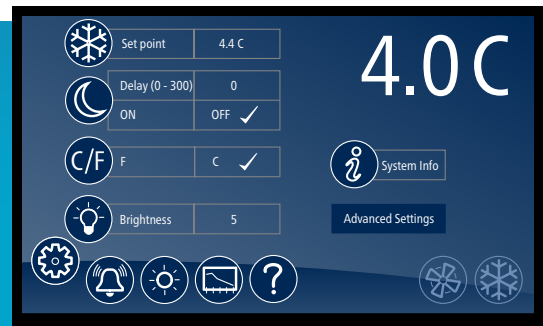 Set point 4.4 C
4.0 C
Delay (0 - 300) 0
ON OFF
C/F F C
System Info
Brightness 5
Advanced Settings
?